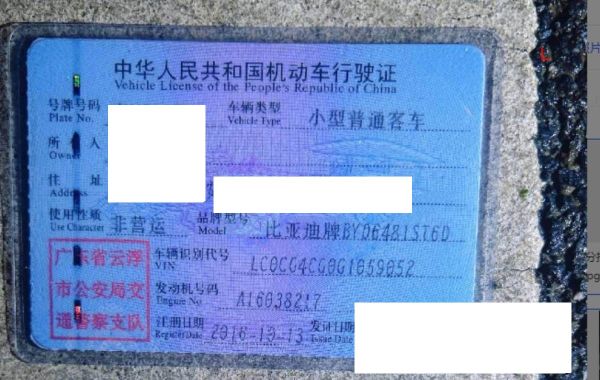 中华人民共和国机动车行驶证
Vehicle License of the People's Republic of China
号牌号码 Plate No. 车辆类型 Vehicle Type 小型普通客车
所有人 Owner
住址 Address
使用性质 Use Character 非营运 品牌型号 Model 比亚迪牌BYD6481ST6D
车辆识别代号 VIN LC0CG4CG0G1059052
发动机号码 Engine No. A16038217
注册日期 Register Date 2016-10-13 发证日期 Issue Date
广东省云浮
市公安局交
通警察支队